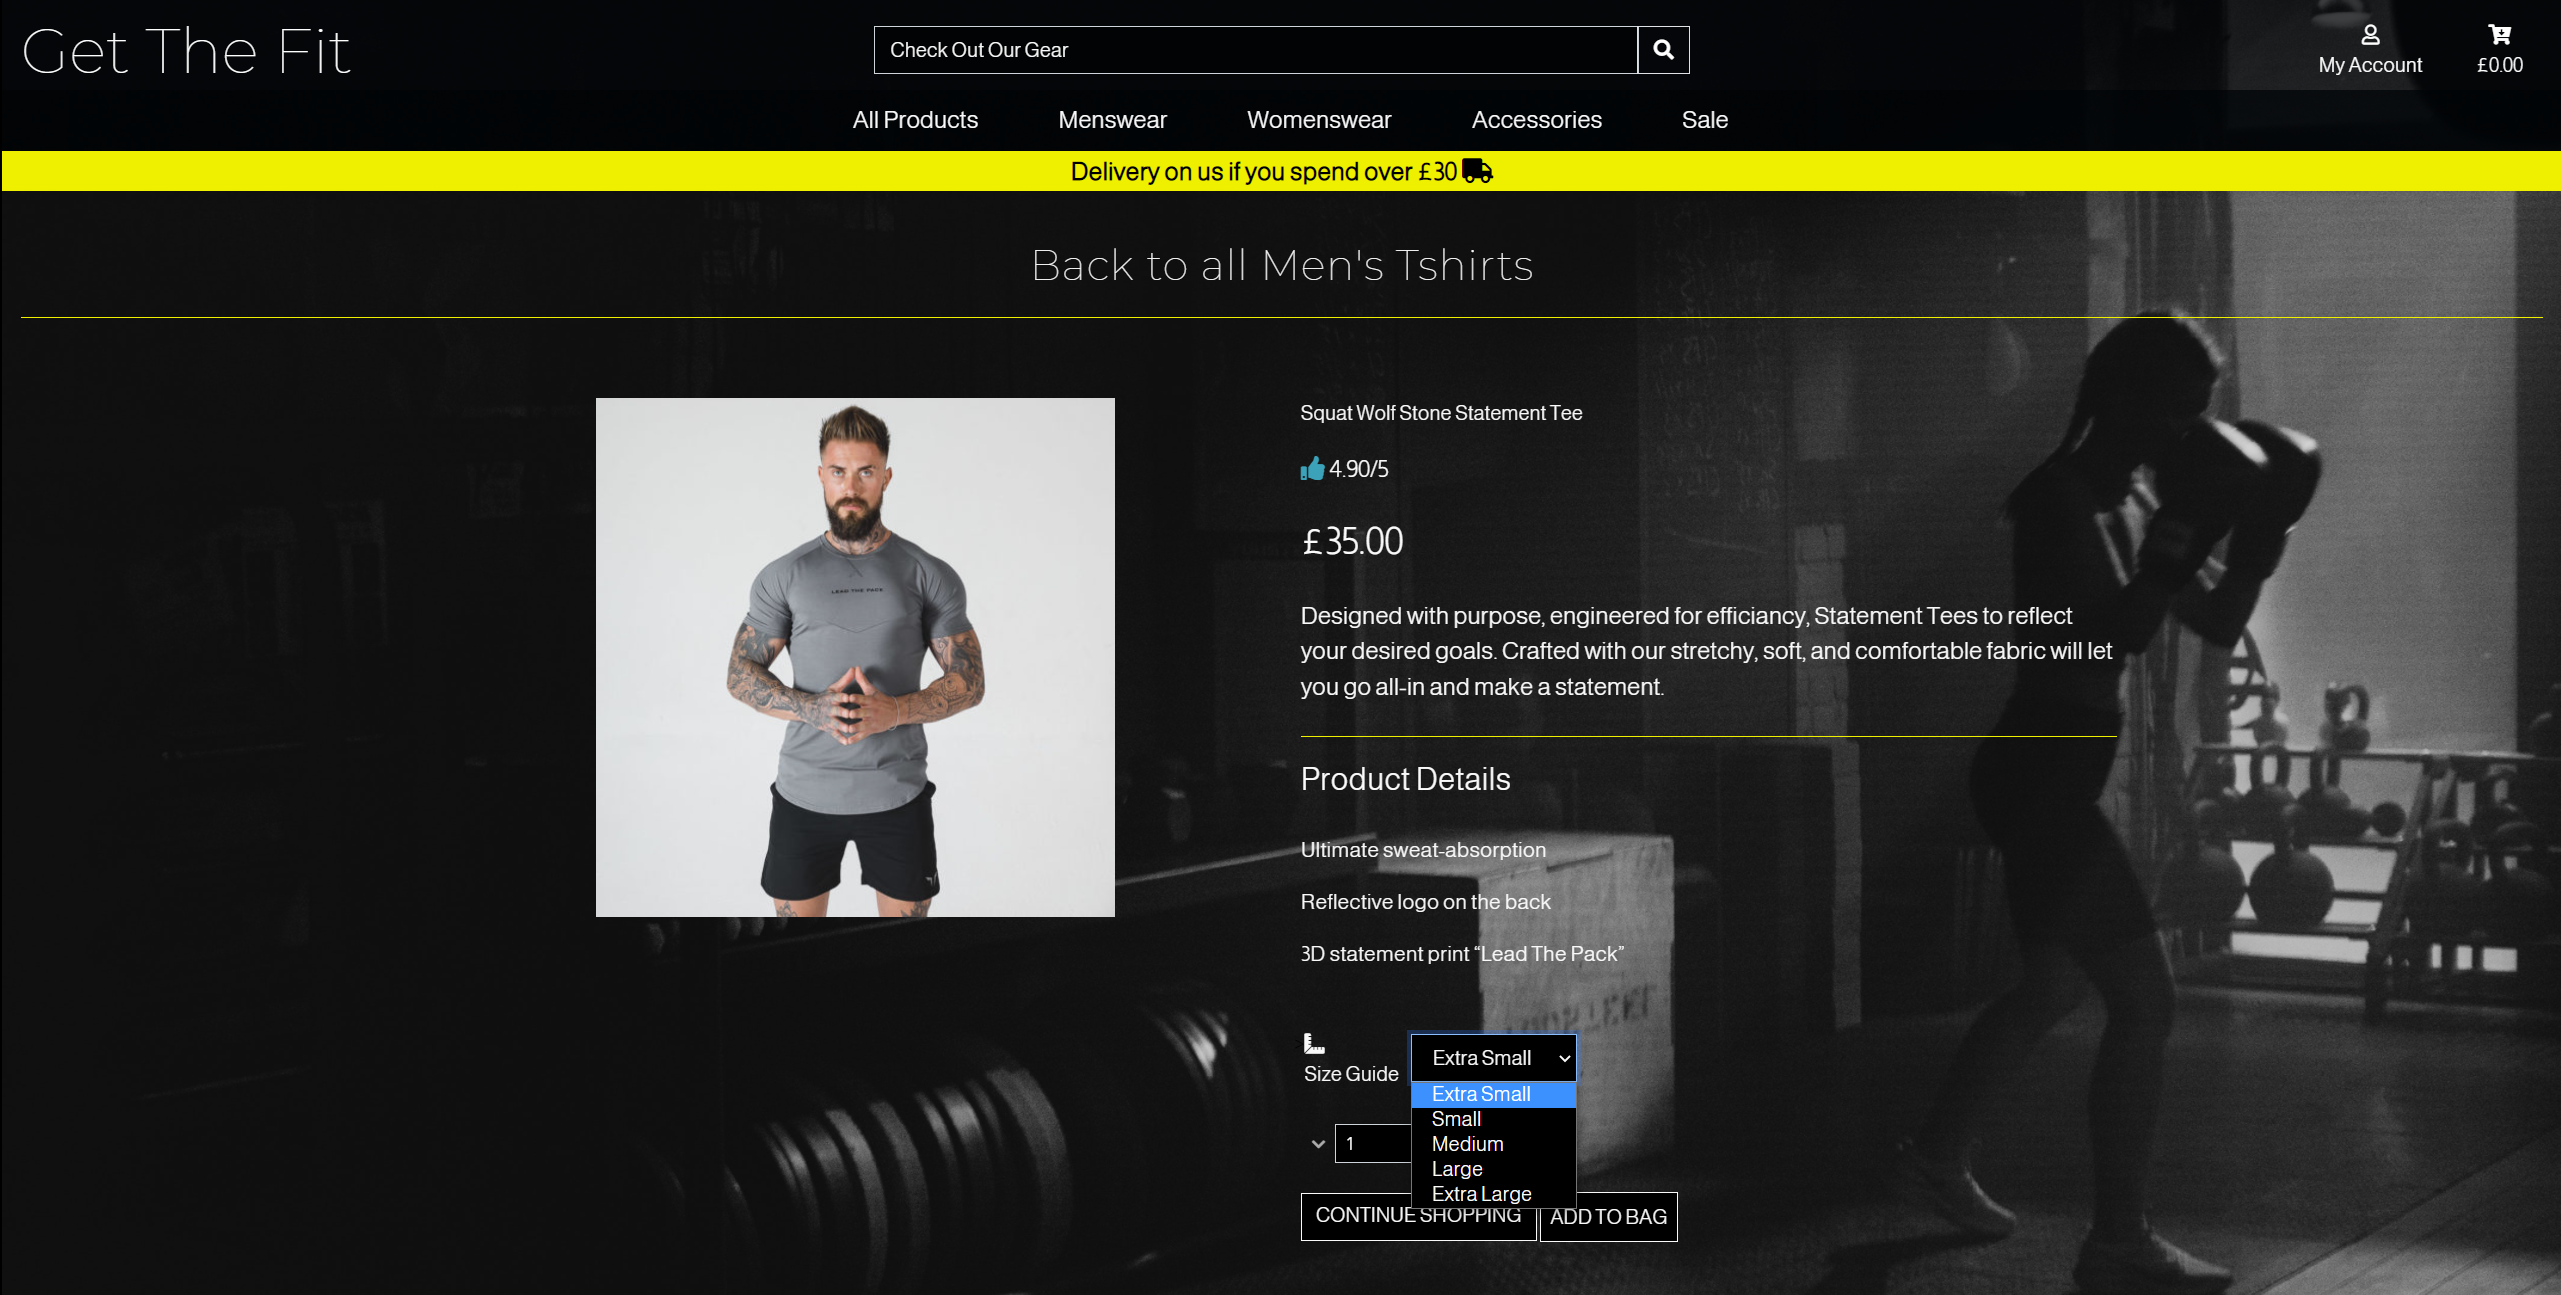 Get The Fit
Check Out Our Gear
My Account
£0.00
All Products
Menswear
Womenswear
Accessories
Sale
Delivery on us if you spend over £30
Back to all Men's Tshirts
LEAD THE PACK
Squat Wolf Stone Statement Tee
4.90/5
£35.00
Designed with purpose, engineered for efficiancy, Statement Tees to reflect
your desired goals. Crafted with our stretchy, soft, and comfortable fabric will let
you go all-in and make a statement.
Product Details
Ultimate sweat-absorption
Reflective logo on the back
3D statement print “Lead The Pack”
Size Guide
Extra Small
Extra Small
Small
Medium
Large
Extra Large
1
CONTINUE SHOPPING
ADD TO BAG